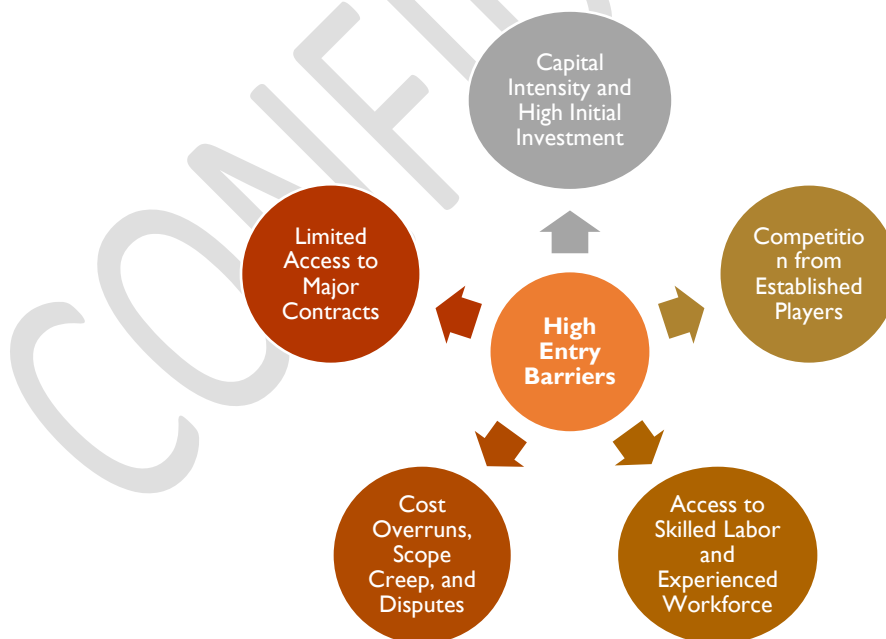 Capital
Intensity and
High Initial
Investment
Limited
Access to
Major
Contracts
Competitio
n from
Established
Players
High
Entry
Barriers
Cost
Overruns,
Scope
Creep, and
Disputes
Access to
Skilled Labor
and
Experienced
Workforce